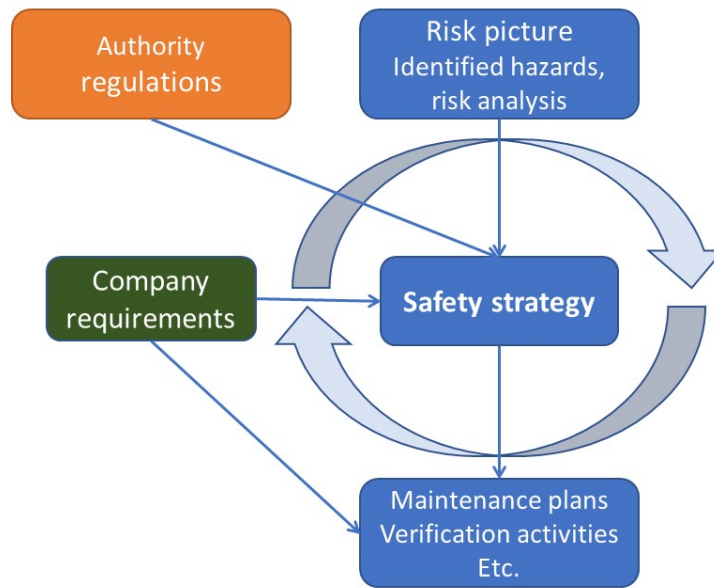 Authority
regulations
Risk picture
Identified hazards,
risk analysis
Company
requirements
Safety strategy
Maintenance plans
Verification activities
Etc.